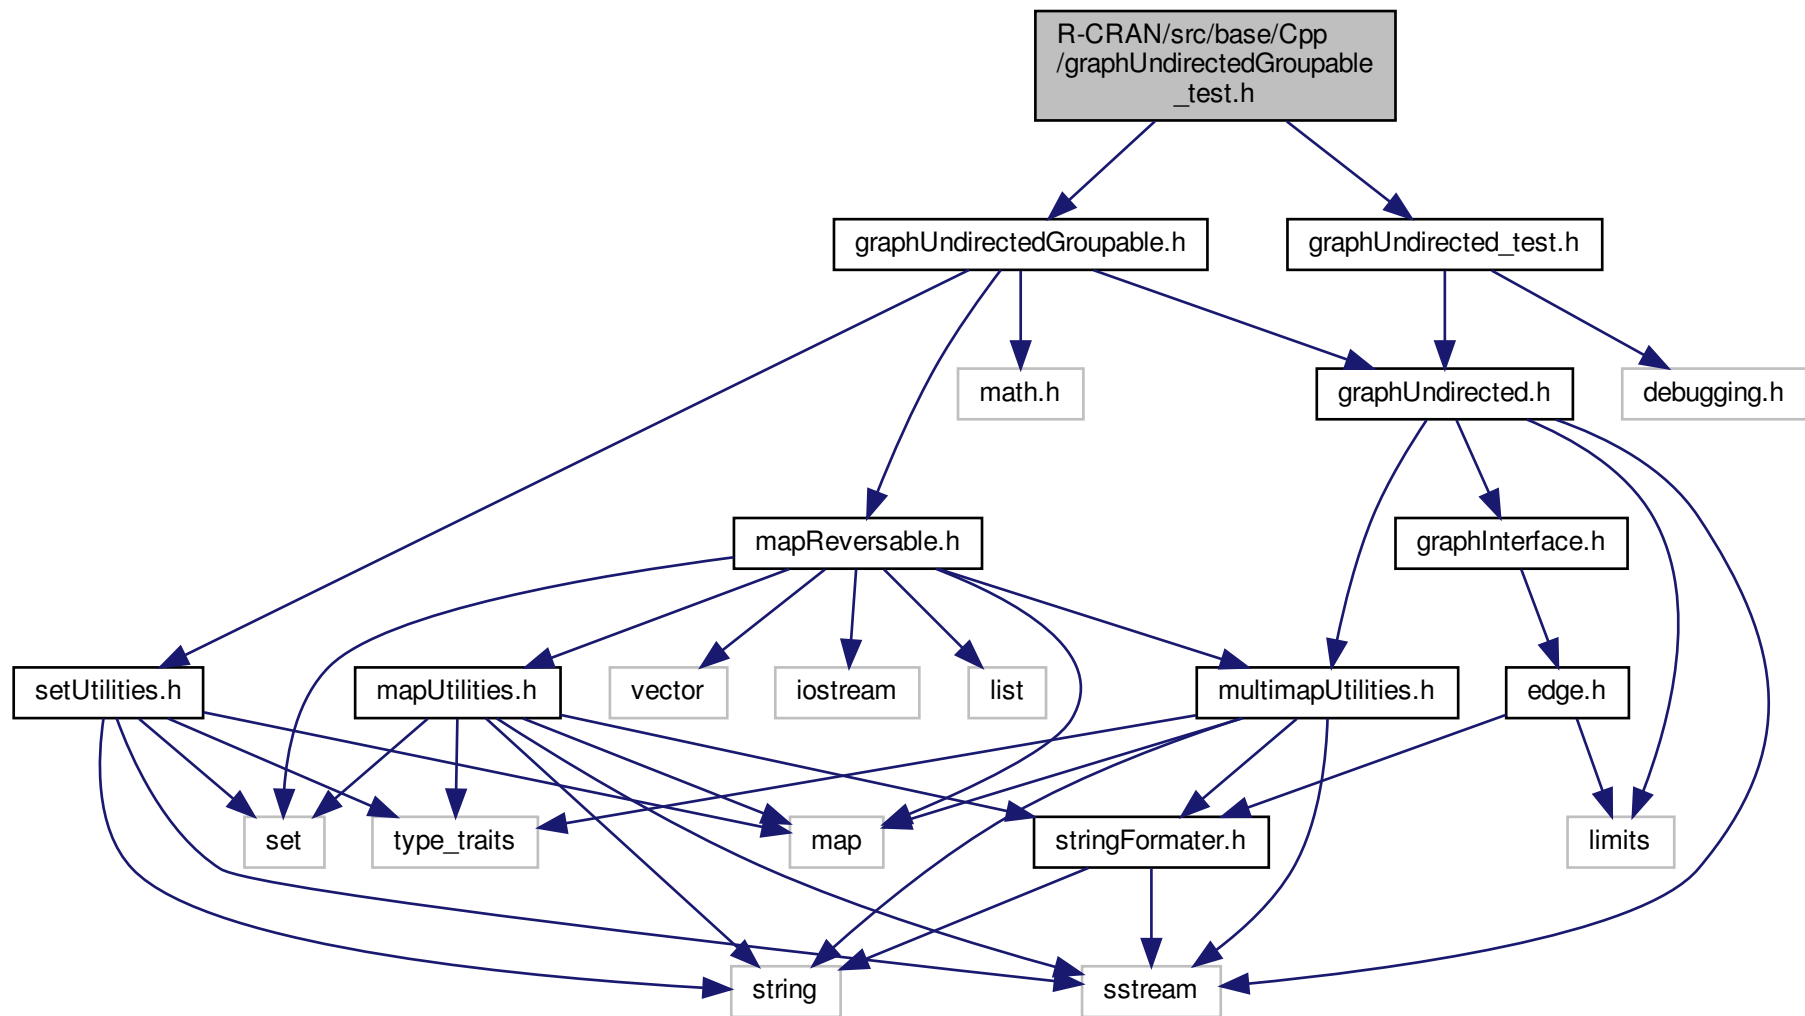 R-CRAN/src/base/Cpp
/graphUndirectedGroupable
_test.h
graphUndirectedGroupable.h
graphUndirected_test.h
math.h
graphUndirected.h
debugging.h
mapReversable.h
graphInterface.h
setUtilities.h
mapUtilities.h
vector
iostream
list
multimapUtilities.h
edge.h
set
type_traits
map
stringFormater.h
limits
string
sstream